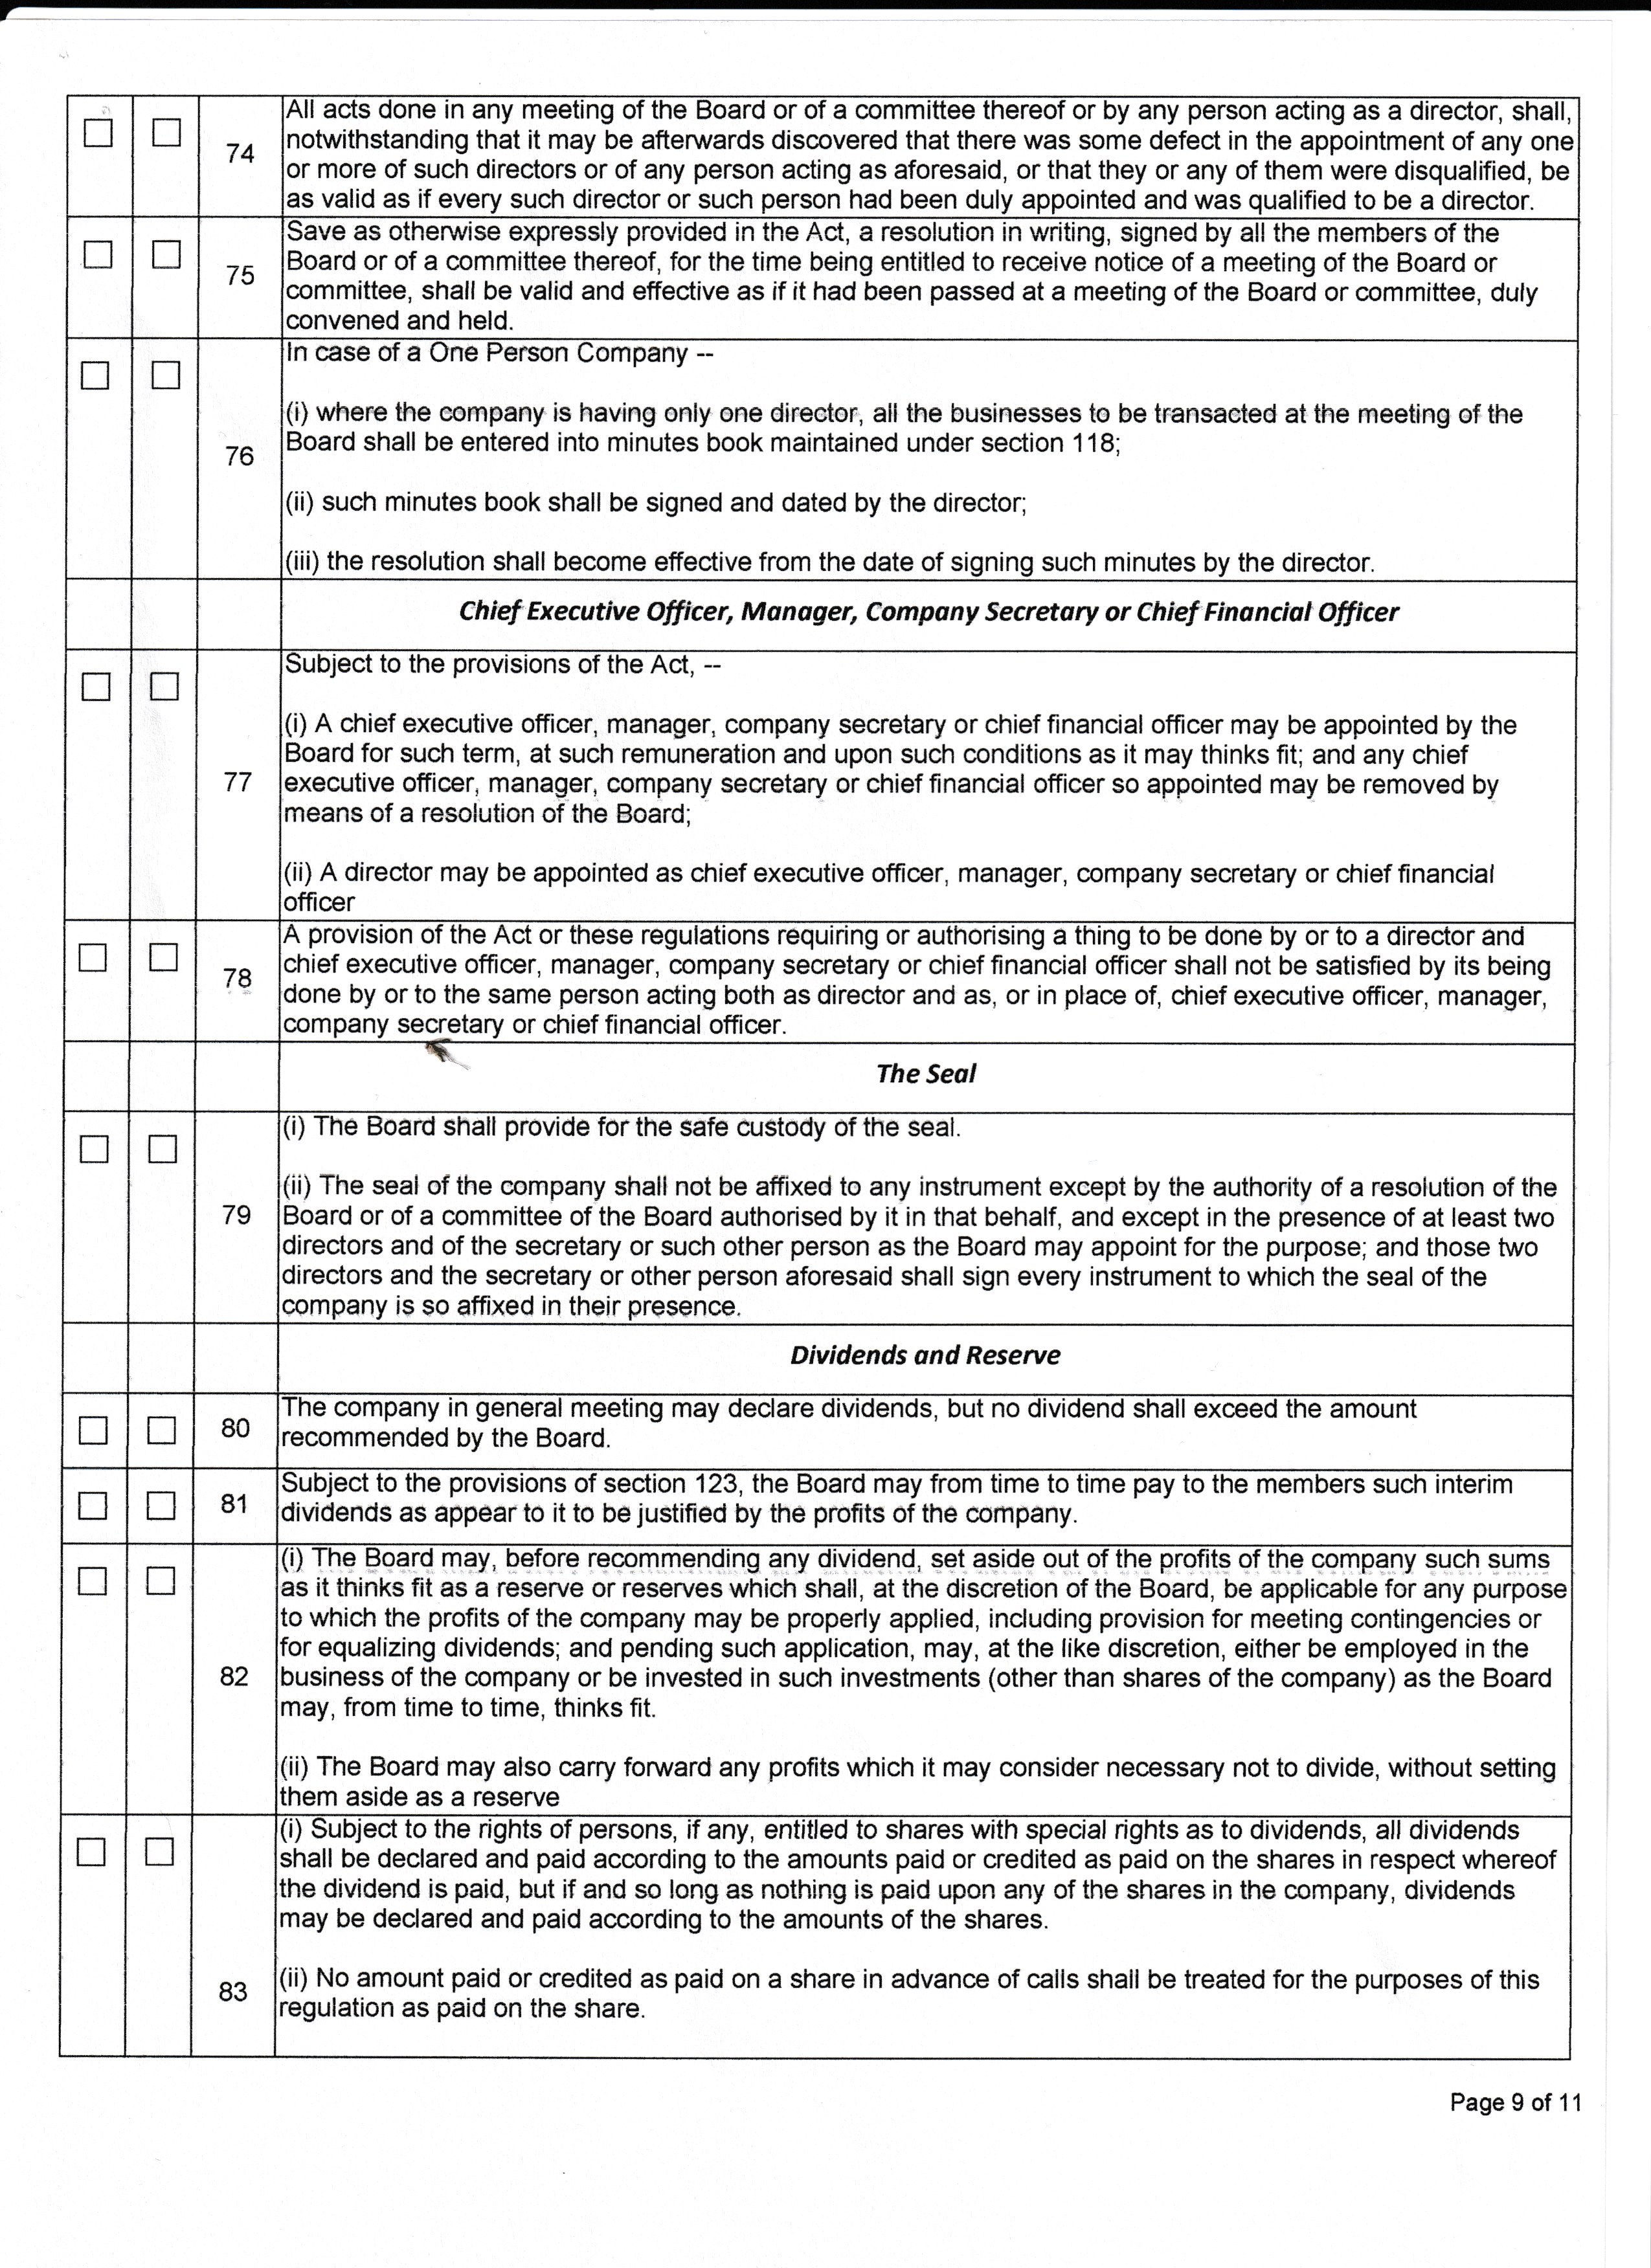 74
All acts done in any meeting of the Board or of a committee thereof or by any person acting as a director, shall,
notwithstanding that it may be afterwards discovered that there was some defect in the appointment of any one
or more of such directors or of any person acting as aforesaid, or that they or any of them were disqualified, be
as valid as if every such director or such person had been duly appointed and was qualified to be a director.
75
Save as otherwise expressly provided in the Act, a resolution in writing, signed by all the members of the
Board or of a committee thereof, for the time being entitled to receive notice of a meeting of the Board or
committee, shall be valid and effective as if it had been passed at a meeting of the Board or committee, duly
convened and held.
76
In case of a One Person Company --
(i) where the company is having only one director, all the businesses to be transacted at the meeting of the
Board shall be entered into minutes book maintained under section 118;
(ii) such minutes book shall be signed and dated by the director;
(iii) the resolution shall become effective from the date of signing such minutes by the director.
Chief Executive Officer, Manager, Company Secretary or Chief Financial Officer
77
Subject to the provisions of the Act, --
(i) A chief executive officer, manager, company secretary or chief financial officer may be appointed by the
Board for such term, at such remuneration and upon such conditions as it may thinks fit; and any chief
executive officer, manager, company secretary or chief financial officer so appointed may be removed by
means of a resolution of the Board;
(ii) A director may be appointed as chief executive officer, manager, company secretary or chief financial
officer
78
A provision of the Act or these regulations requiring or authorising a thing to be done by or to a director and
chief executive officer, manager, company secretary or chief financial officer shall not be satisfied by its being
done by or to the same person acting both as director and as, or in place of, chief executive officer, manager,
company secretary or chief financial officer.
The Seal
79
(i) The Board shall provide for the safe custody of the seal.
(ii) The seal of the company shall not be affixed to any instrument except by the authority of a resolution of the
Board or of a committee of the Board authorised by it in that behalf, and except in the presence of at least two
directors and of the secretary or such other person as the Board may appoint for the purpose; and those two
directors and the secretary or other person aforesaid shall sign every instrument to which the seal of the
company is so affixed in their presence.
Dividends and Reserve
80
The company in general meeting may declare dividends, but no dividend shall exceed the amount
recommended by the Board.
81
Subject to the provisions of section 123, the Board may from time to time pay to the members such interim
dividends as appear to it to be justified by the profits of the company.
82
(i) The Board may, before recommending any dividend, set aside out of the profits of the company such sums
as it thinks fit as a reserve or reserves which shall, at the discretion of the Board, be applicable for any purpose
to which the profits of the company may be properly applied, including provision for meeting contingencies or
for equalizing dividends; and pending such application, may, at the like discretion, either be employed in the
business of the company or be invested in such investments (other than shares of the company) as the Board
may, from time to time, thinks fit.
(ii) The Board may also carry forward any profits which it may consider necessary not to divide, without setting
them aside as a reserve
83
(i) Subject to the rights of persons, if any, entitled to shares with special rights as to dividends, all dividends
shall be declared and paid according to the amounts paid or credited as paid on the shares in respect whereof
the dividend is paid, but if and so long as nothing is paid upon any of the shares in the company, dividends
may be declared and paid according to the amounts of the shares.
(ii) No amount paid or credited as paid on a share in advance of calls shall be treated for the purposes of this
regulation as paid on the share.
Page 9 of 11